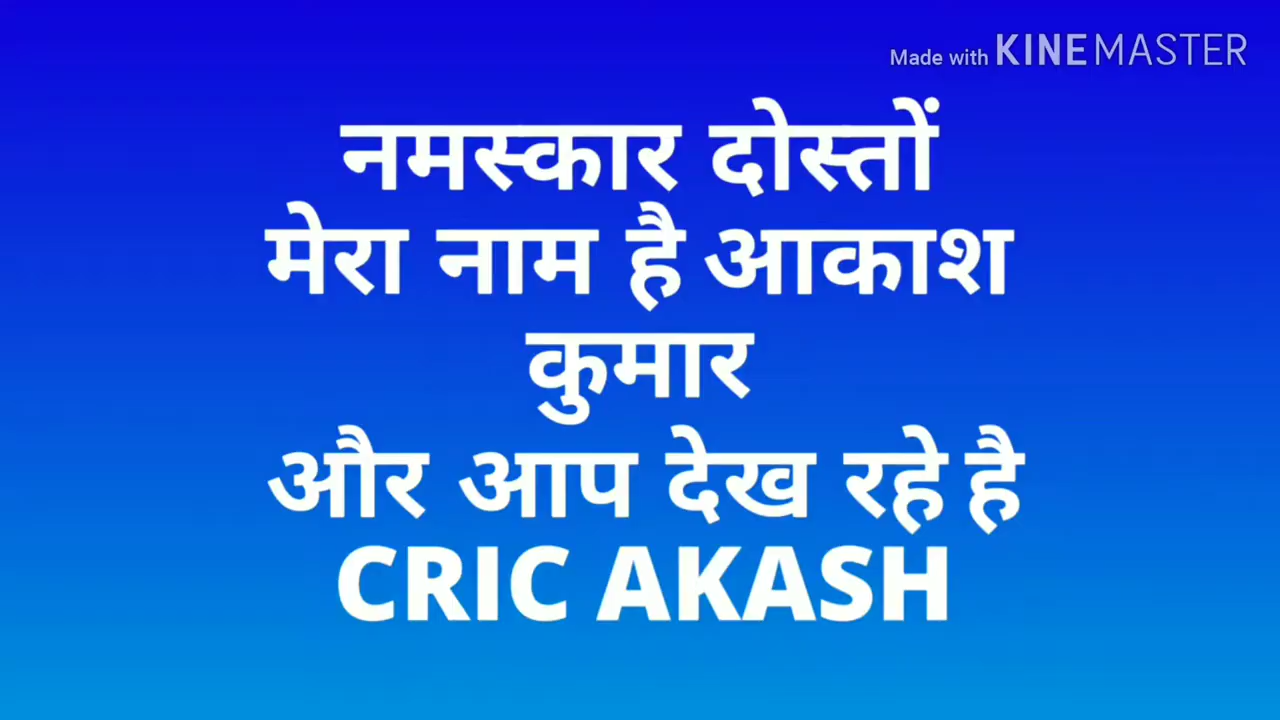 Made with KINEMASTER
नमस्कार दोस्तों
मेरा नाम है आकाश
कुमार
और आप देख रहे है
CRIC AKASH